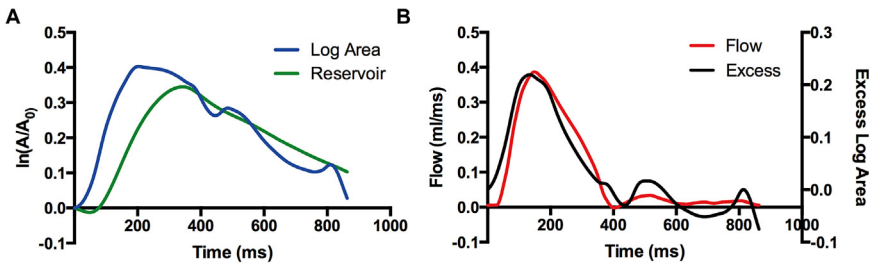 A
0.5
0.4
0.3
0.2
0.1
0.0
-0.1
ln(A/A0)
200
400
600
800
1000
Time (ms)
Log Area
Reservoir
B
0.5
0.4
0.3
0.2
0.1
0.0
-0.1
Flow (ml/ms)
200
400
600
800
1000
Time (ms)
Flow
Excess
0.3
0.2
0.1
0.0
-0.1
Excess Log Area